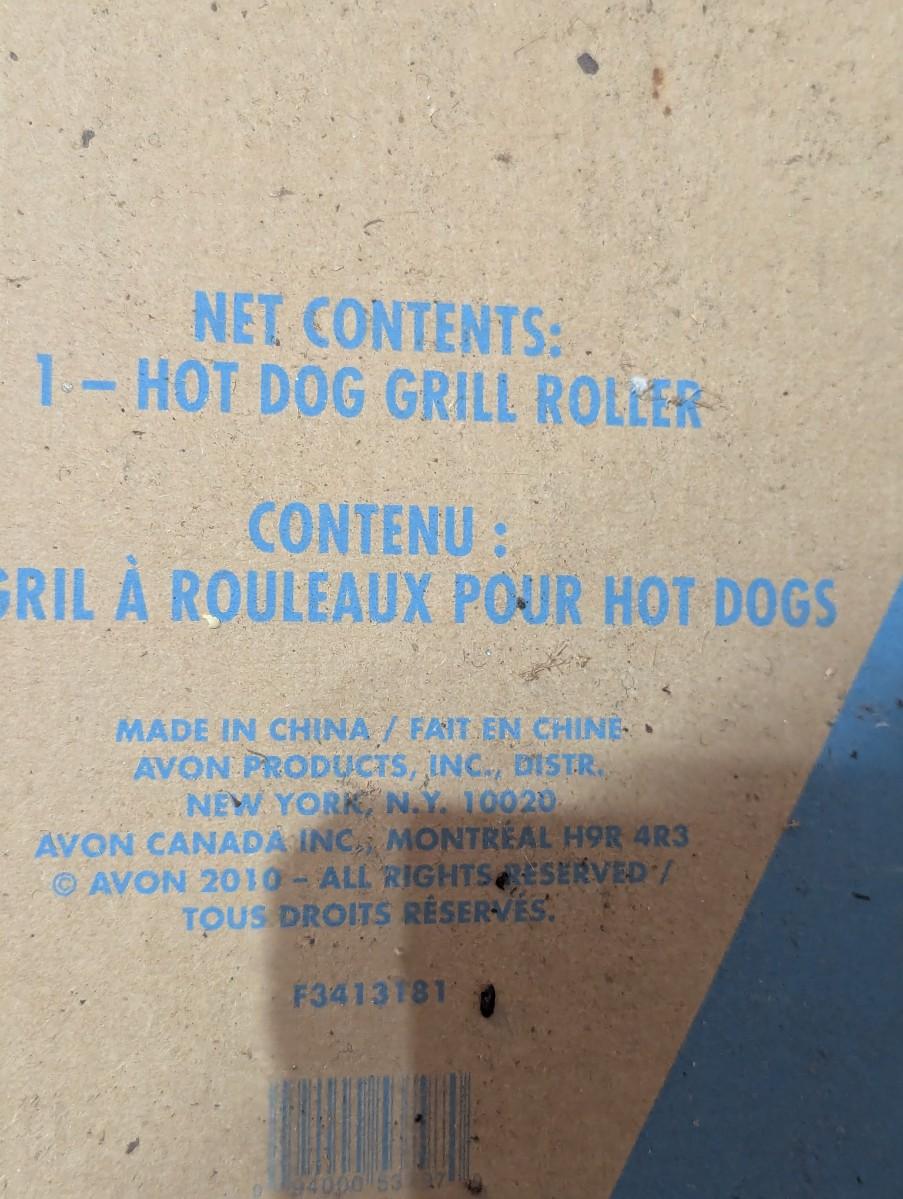 NET CONTENTS:
1 – HOT DOG GRILL ROLLER
CONTENU :
GRIL À ROULEAUX POUR HOT DOGS
MADE IN CHINA / FAIT EN CHINE
AVON PRODUCTS, INC., DISTR.
NEW YORK, N.Y. 10020
AVON CANADA INC., MONTRÉAL H9R 4R3
© AVON 2010 – ALL RIGHTS RESERVED /
TOUS DROITS RÉSERVÉS.
F3413181